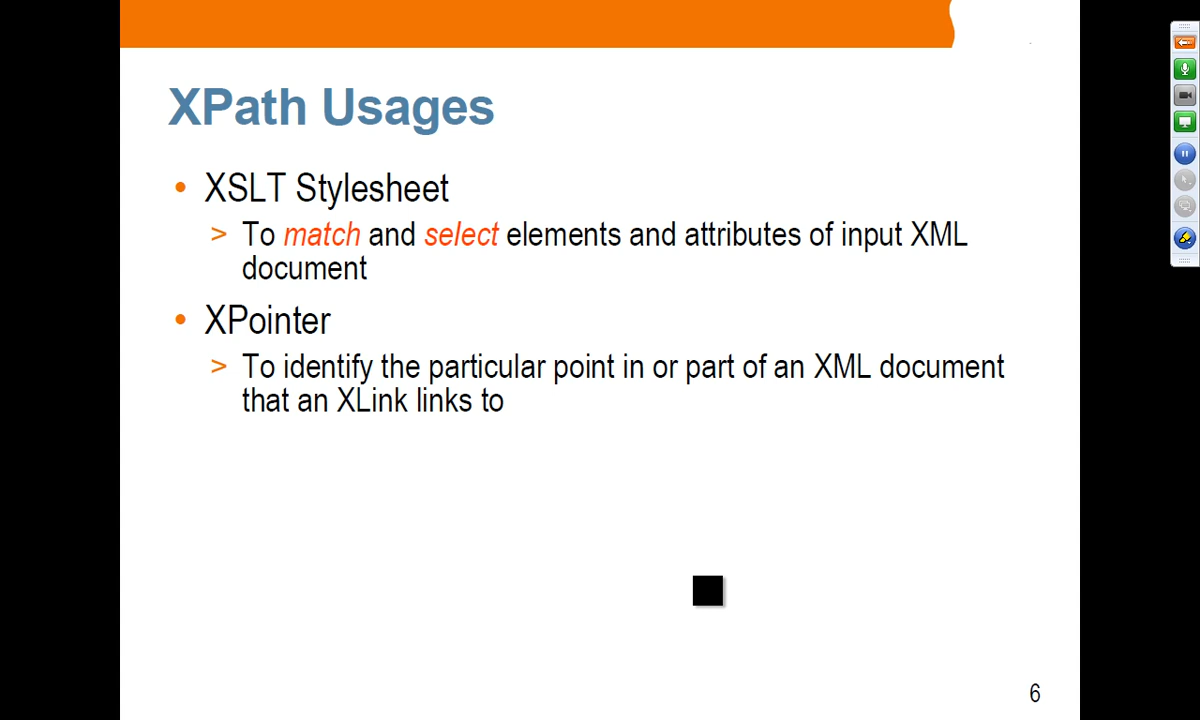 XPath Usages
• XSLT Stylesheet
> To match and select elements and attributes of input XML
document
• XPointer
> To identify the particular point in or part of an XML document
that an XLink links to
6